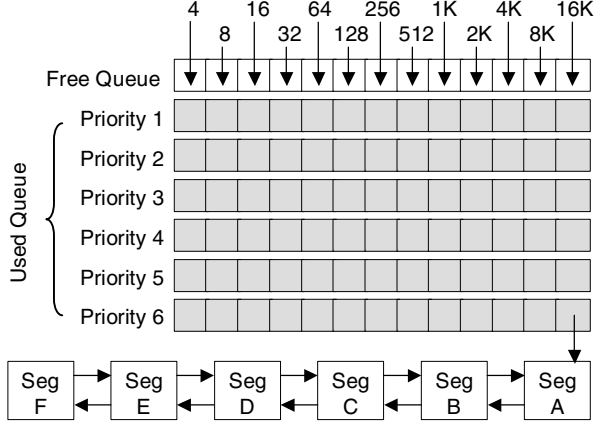 4 16 64 256 1K 4K 16K
8 32 128 512 2K 8K
Free Queue
Used Queue
Priority 1
Priority 2
Priority 3
Priority 4
Priority 5
Priority 6
Seg F
Seg E
Seg D
Seg C
Seg B
Seg A